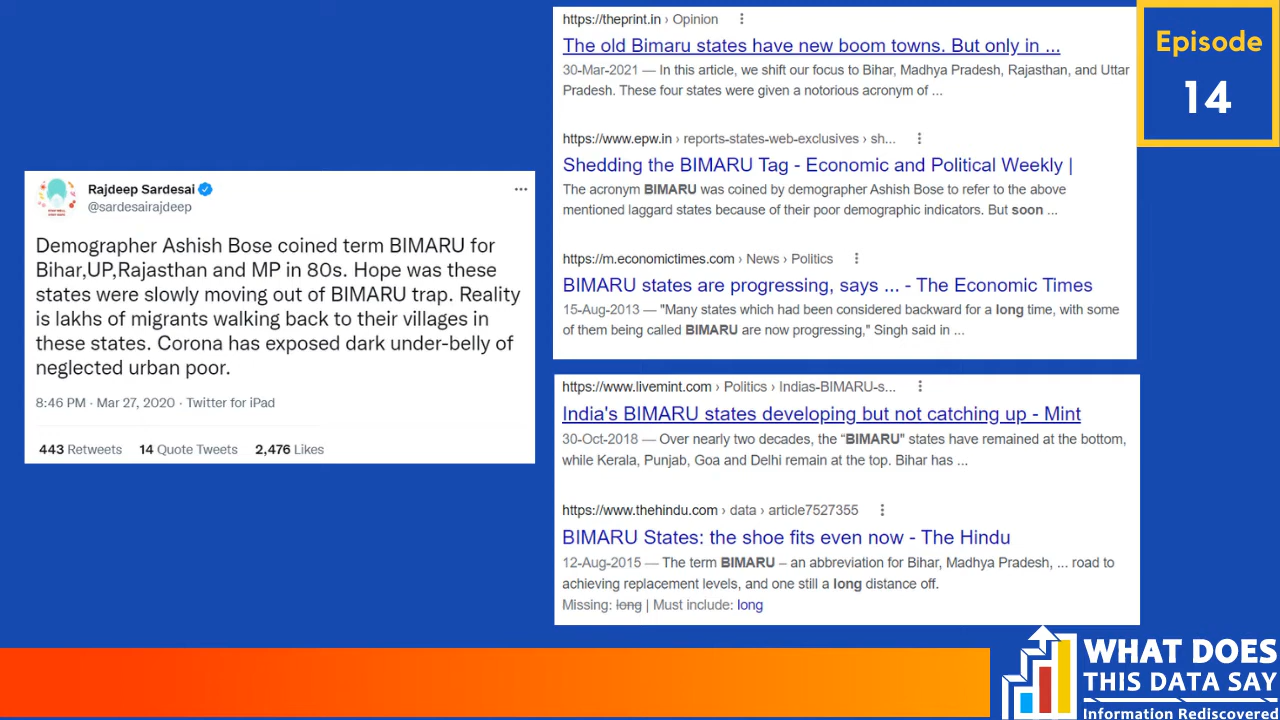 Rajdeep Sardesai
@sardesairajdeep
Demographer Ashish Bose coined term BIMARU for
Bihar,UP,Rajasthan and MP in 80s. Hope was these
states were slowly moving out of BIMARU trap. Reality
is lakhs of migrants walking back to their villages in
these states. Corona has exposed dark under-belly of
neglected urban poor.
8:46 PM · Mar 27, 2020 · Twitter for iPad
443 Retweets 14 Quote Tweets 2,476 Likes
https://theprint.in › Opinion
The old Bimaru states have new boom towns. But only in ...
30-Mar-2021 — In this article, we shift our focus to Bihar, Madhya Pradesh, Rajasthan, and Uttar
Pradesh. These four states were given a notorious acronym of ...
https://www.epw.in › reports-states-web-exclusives › sh...
Shedding the BIMARU Tag - Economic and Political Weekly |
The acronym BIMARU was coined by demographer Ashish Bose to refer to the above
mentioned laggard states because of their poor demographic indicators. But soon ...
https://m.economictimes.com › News › Politics
BIMARU states are progressing, says ... - The Economic Times
15-Aug-2013 — "Many states which had been considered backward for a long time, with some
of them being called BIMARU are now progressing," Singh said in ...
https://www.livemint.com › Politics › Indias-BIMARU-s...
India's BIMARU states developing but not catching up - Mint
30-Oct-2018 — Over nearly two decades, the "BIMARU" states have remained at the bottom,
while Kerala, Punjab, Goa and Delhi remain at the top. Bihar has ...
https://www.thehindu.com › data › article7527355
BIMARU States: the shoe fits even now - The Hindu
12-Aug-2015 — The term BIMARU – an abbreviation for Bihar, Madhya Pradesh, ... road to
achieving replacement levels, and one still a long distance off.
Missing: long | Must include: long
Episode
14
WHAT DOES
THIS DATA SAY
Information Rediscovered